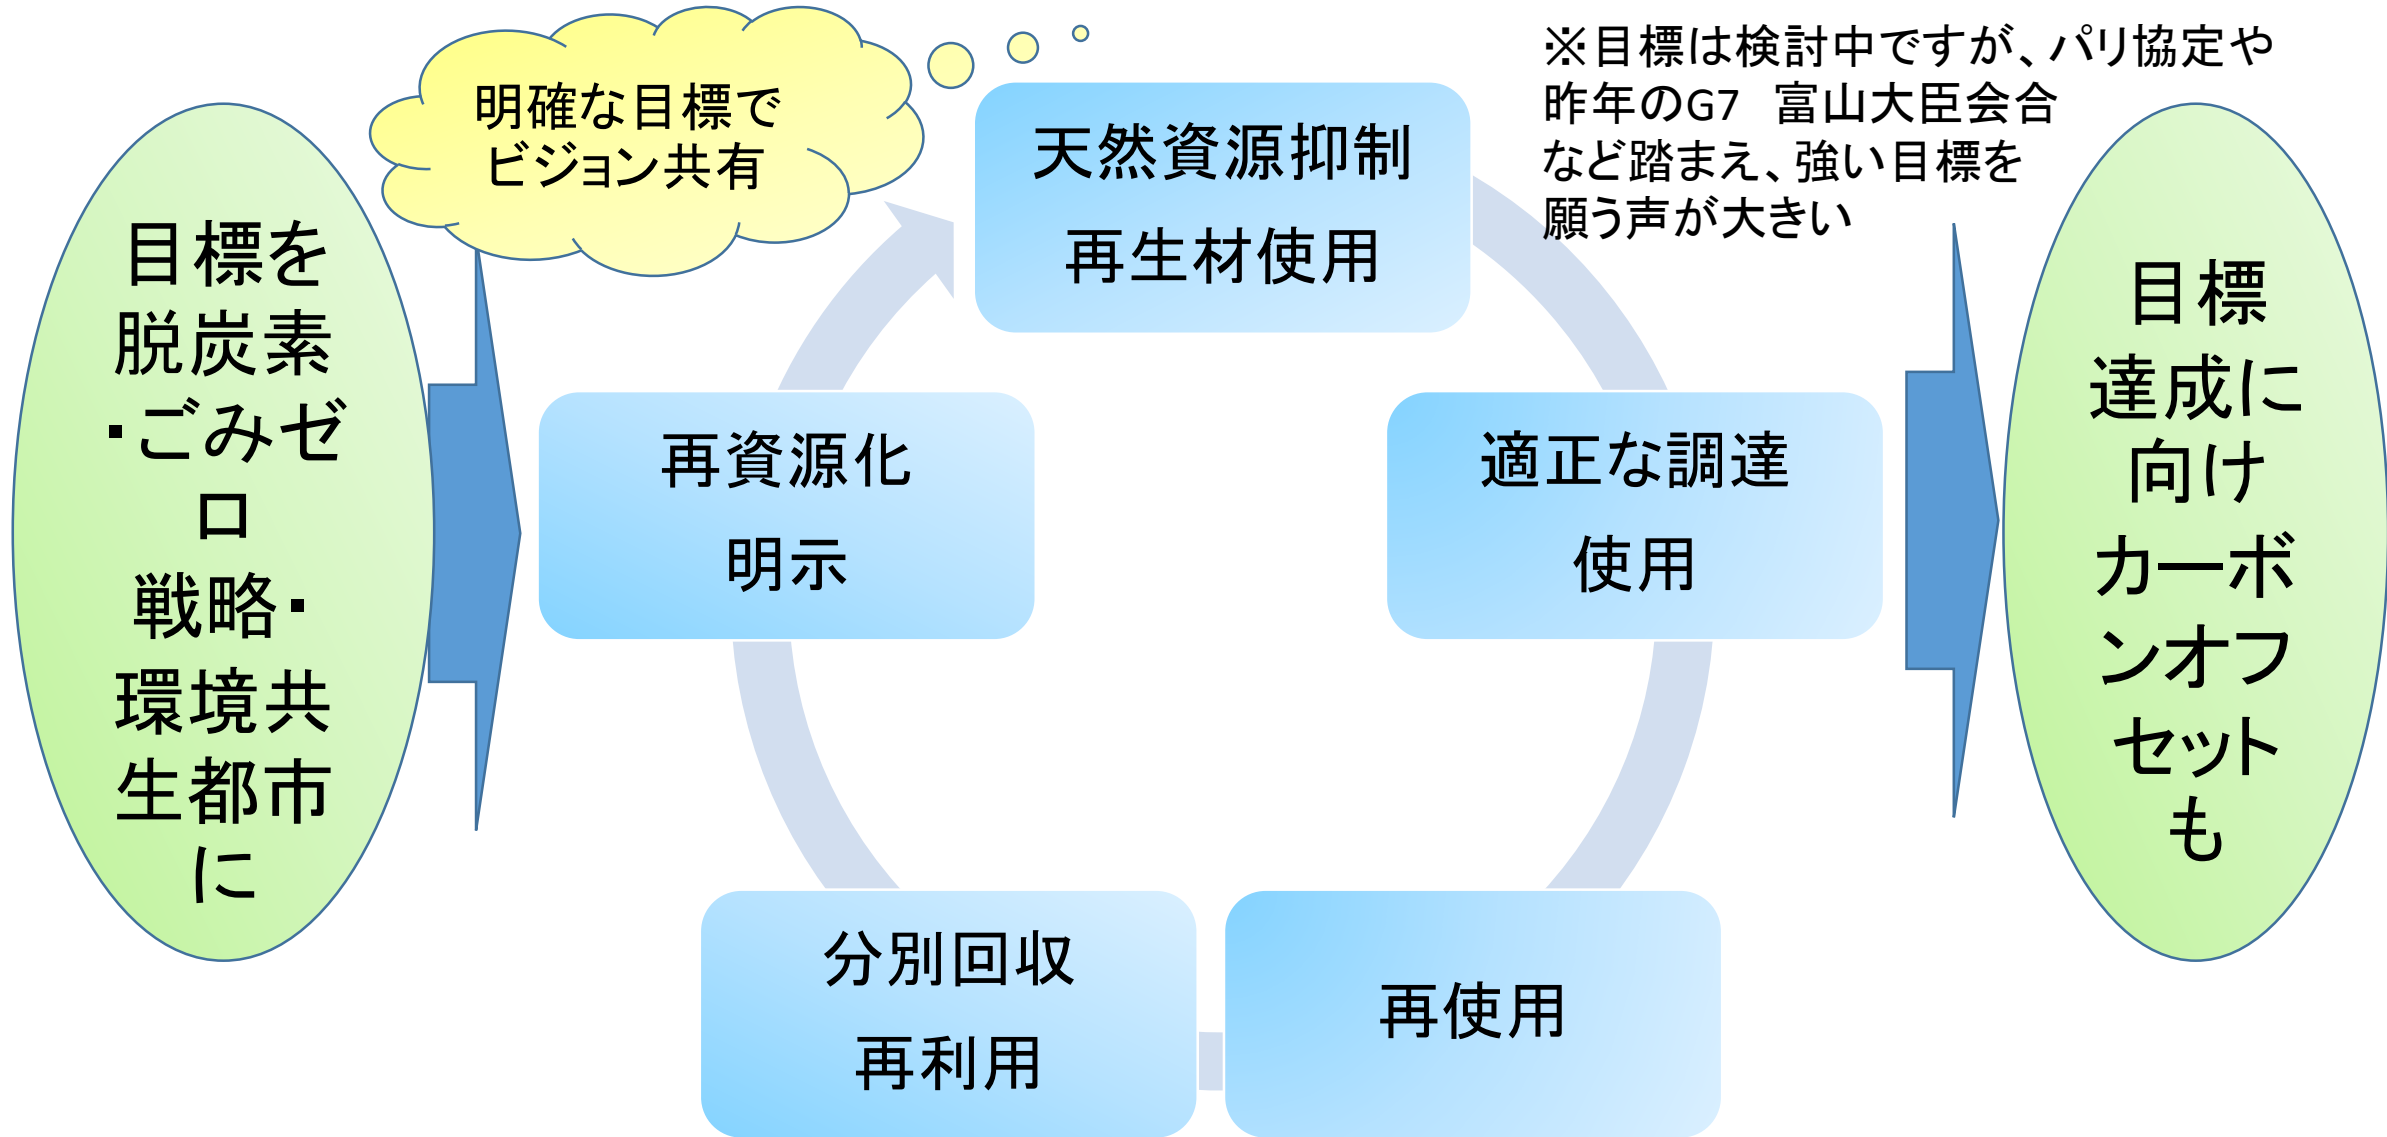 明確な目標で
ビジョン共有
※目標は検討中ですが、パリ協定や
昨年のG7　富山大臣会合
など踏まえ、強い目標を
願う声が大きい
目標を
脱炭素
・ごみゼ
ロ
戦略・
環境共
生都市
に
天然資源抑制
再生材使用
適正な調達
使用
再使用
分別回収
再利用
再資源化
明示
目標
達成に
向け
カーボ
ンオフ
セット
も